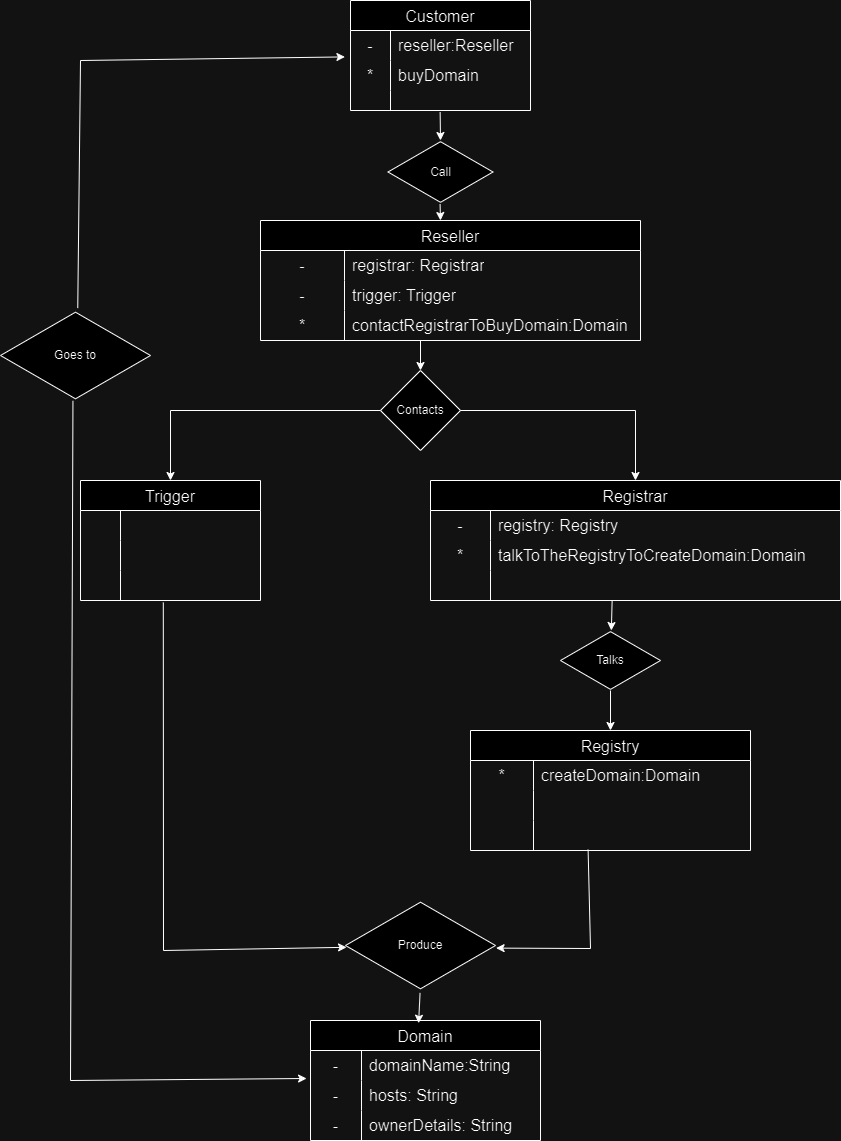 Customer
- reseller:Reseller
* buyDomain
Call
Reseller
- registrar: Registrar
- trigger: Trigger
* contactRegistrarToBuyDomain:Domain
Goes to
Contacts
Trigger
Registrar
- registry: Registry
* talkToTheRegistryToCreateDomain:Domain
Talks
Registry
* createDomain:Domain
Produce
Domain
- domainName:String
- hosts: String
- ownerDetails: String